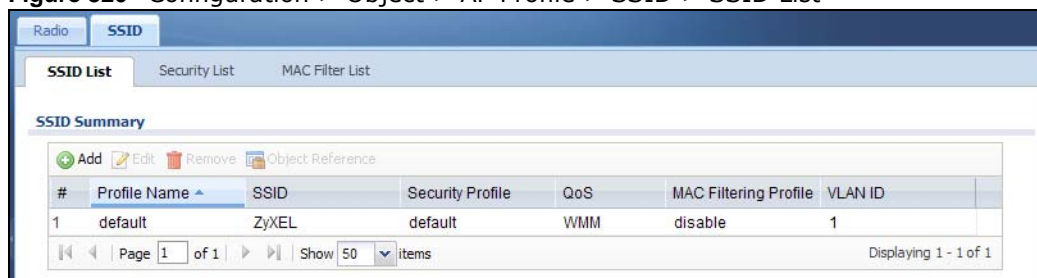 Figure 320 Configuration > Object > AP Profile > SSID > SSID List
Radio SSID
SSID List Security List MAC Filter List
SSID Summary
Add Edit Remove Object Reference
# Profile Name SSID Security Profile QoS MAC Filtering Profile VLAN ID
1 default ZyXEL default WMM disable 1
Page 1 of 1 Show 50 items Displaying 1 - 1 of 1